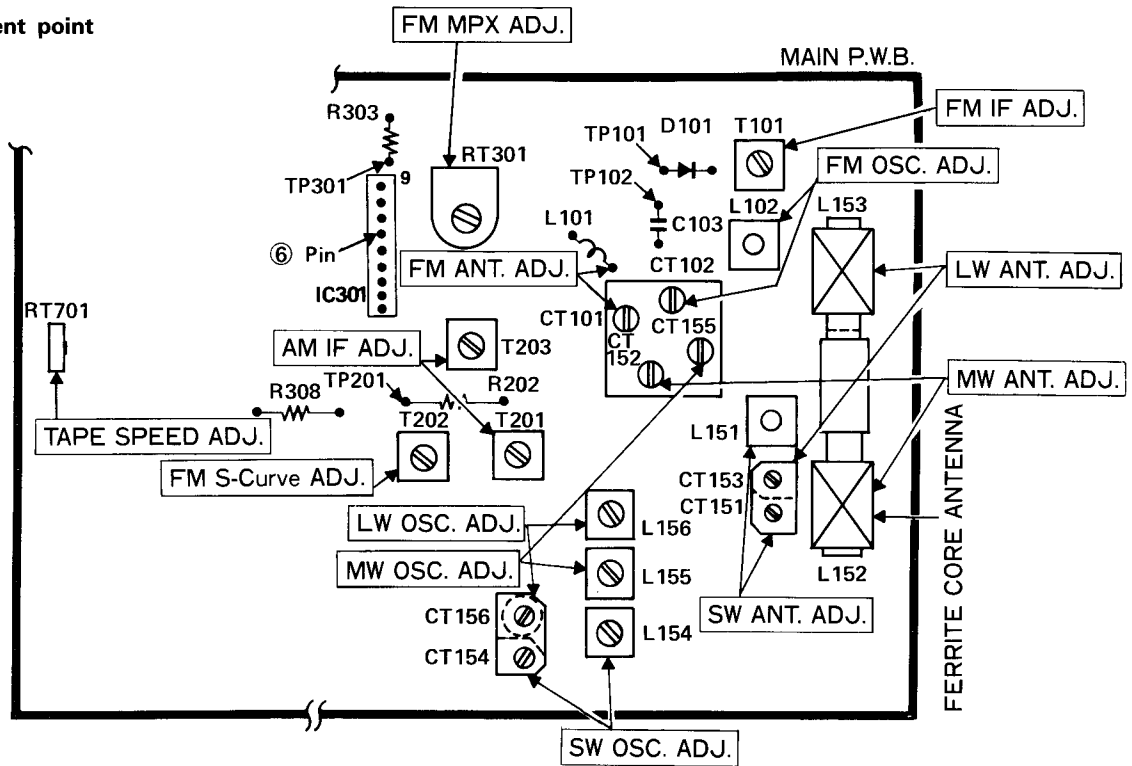 ent point
FM MPX ADJ.
MAIN P.W.B.
R303
D101
T101
FM IF ADJ.
TP101
RT301
TP301
9
TP102
FM OSC. ADJ.
L101
C103
L102
L153
⑥ Pin
FM ANT. ADJ.
CT102
LW ANT. ADJ.
IC301
RT701
CT101
CT155
CT
152
T203
AM IF ADJ.
MW ANT. ADJ.
TP201
R202
R308
T202
T201
L151
TAPE SPEED ADJ.
FM S-Curve ADJ.
CT153
CT151
LW OSC. ADJ.
L156
MW OSC. ADJ.
L155
L152
SW ANT. ADJ.
CT156
L154
CT154
FERRITE CORE ANTENNA
SW OSC. ADJ.